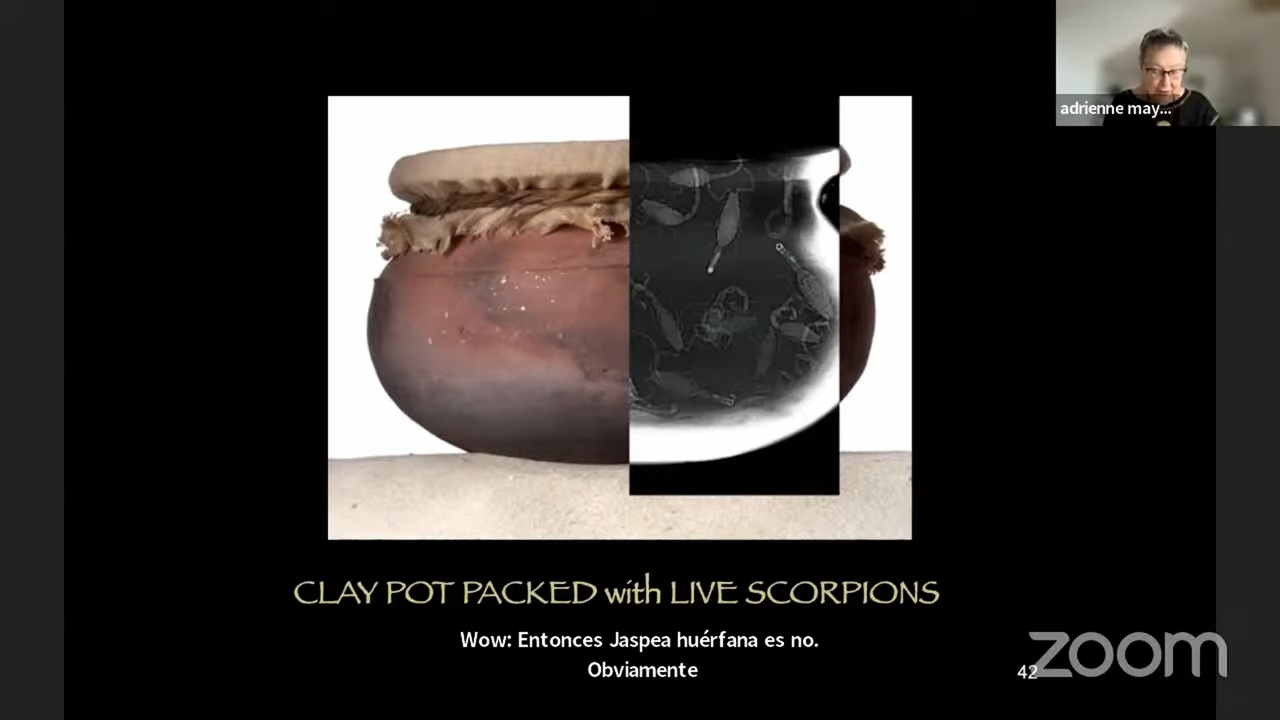 adrienne may...
CLAY POT PACKED with LIVE SCORPIONS
Wow: Entonces Jaspea huérfana es no.
Obviamente
42
zoom